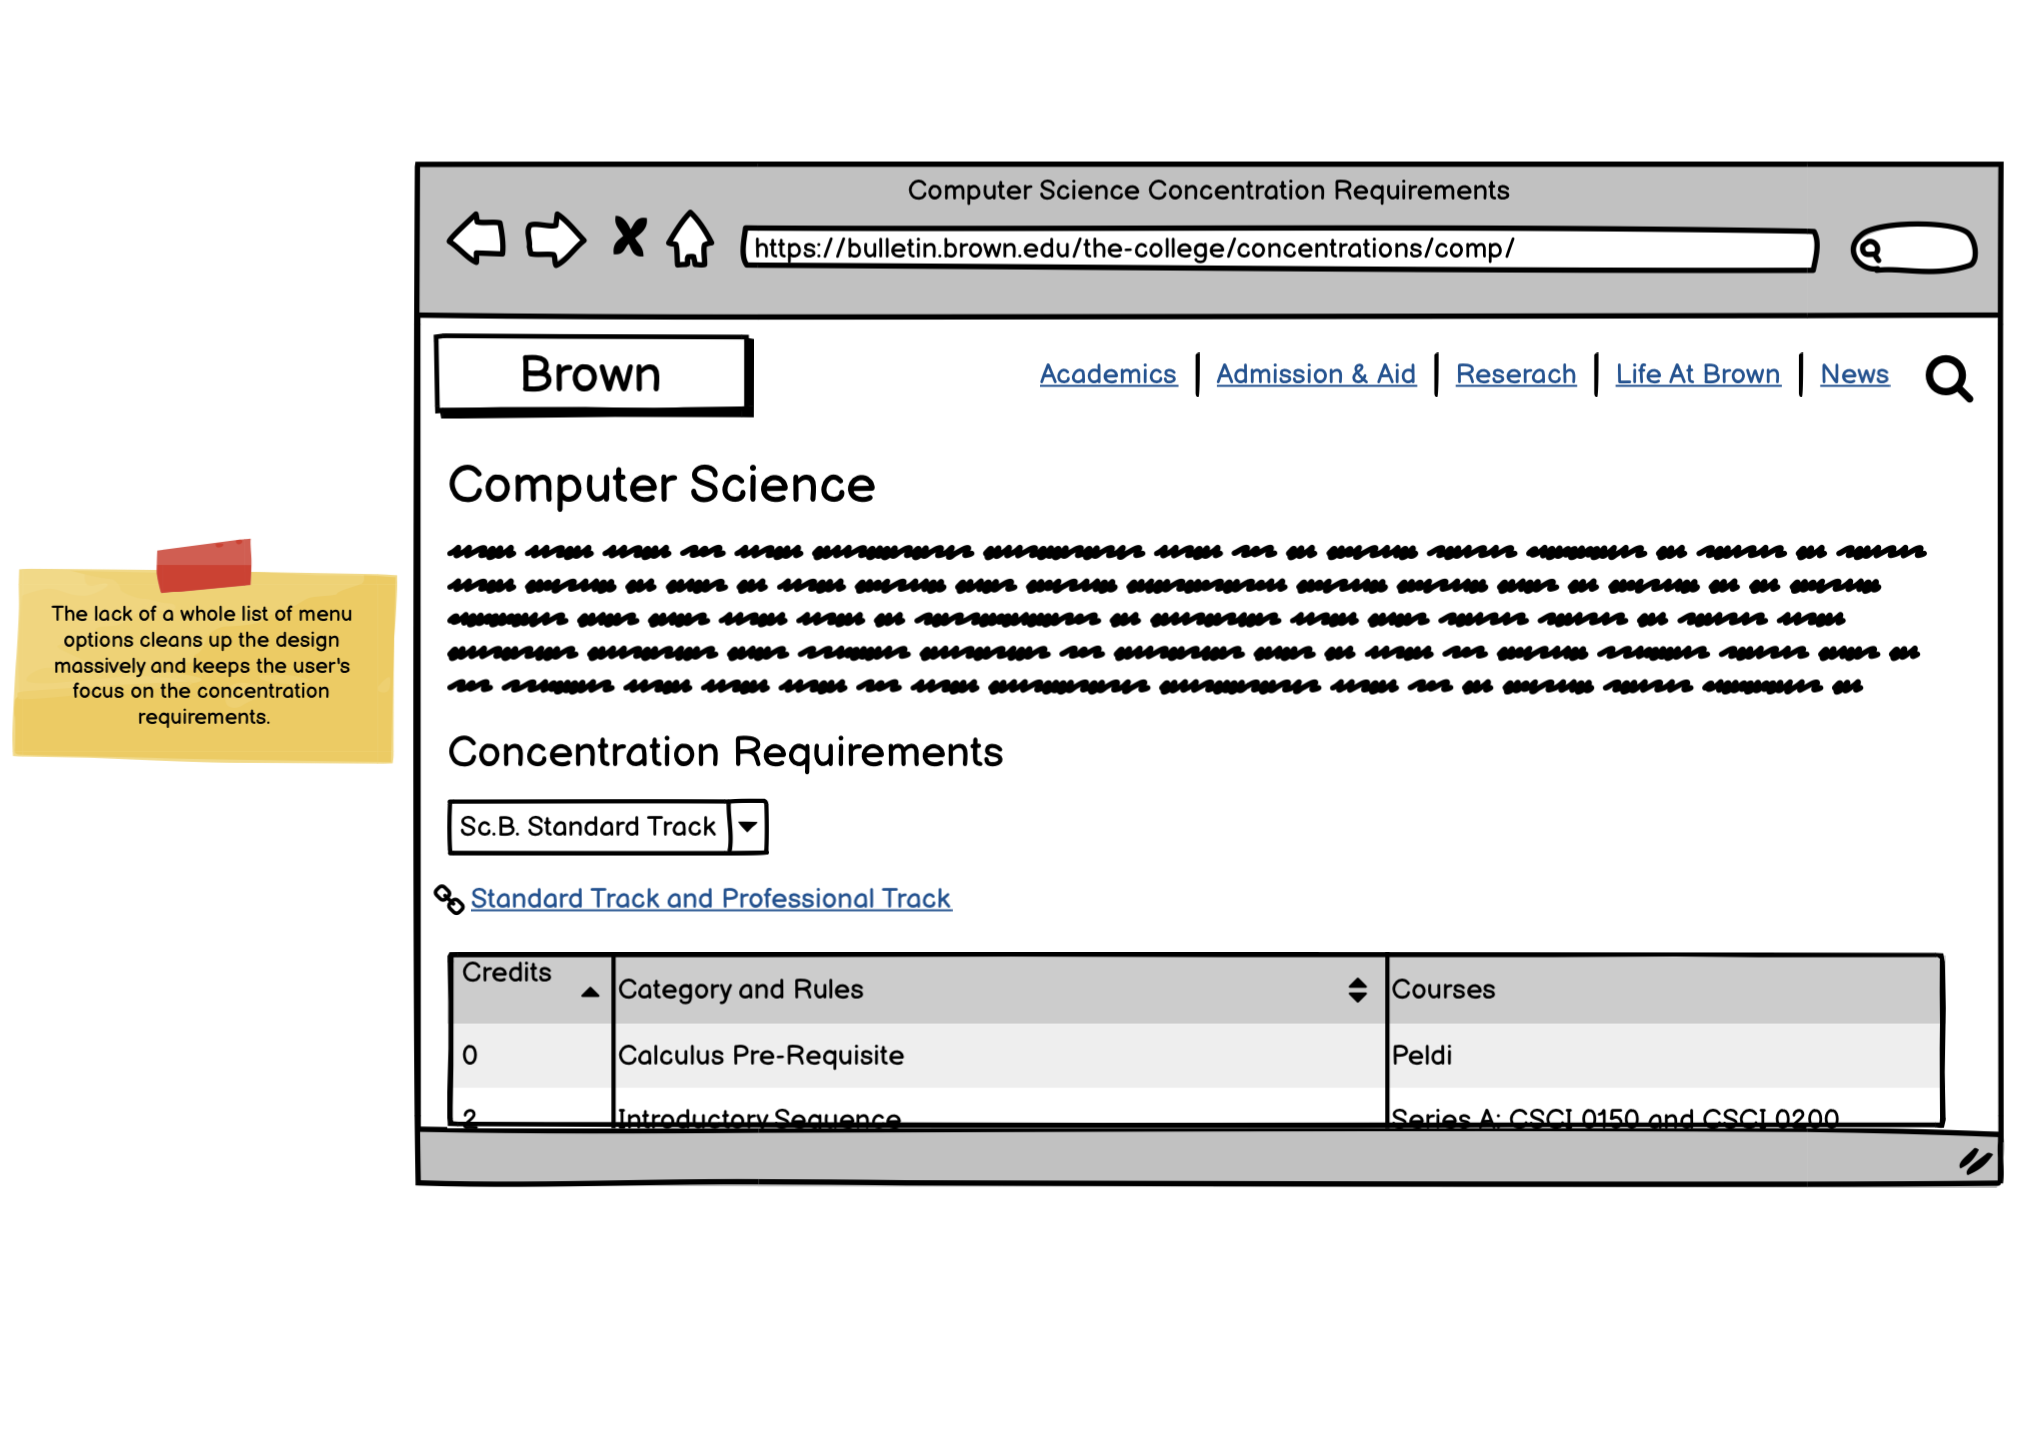 Computer Science Concentration Requirements
https://bulletin.brown.edu/the-college/concentrations/comp/
Brown
Academics | Admission & Aid | Reserach | Life At Brown | News
Computer Science
The lack of a whole list of menu
options cleans up the design
massively and keeps the user's
focus on the concentration
requirements.
Concentration Requirements
Sc.B. Standard Track
Standard Track and Professional Track
Credits Category and Rules Courses
0 Calculus Pre-Requisite Peldi
2 Introductory Sequence Series A: CSCI 0150 and CSCI 0200